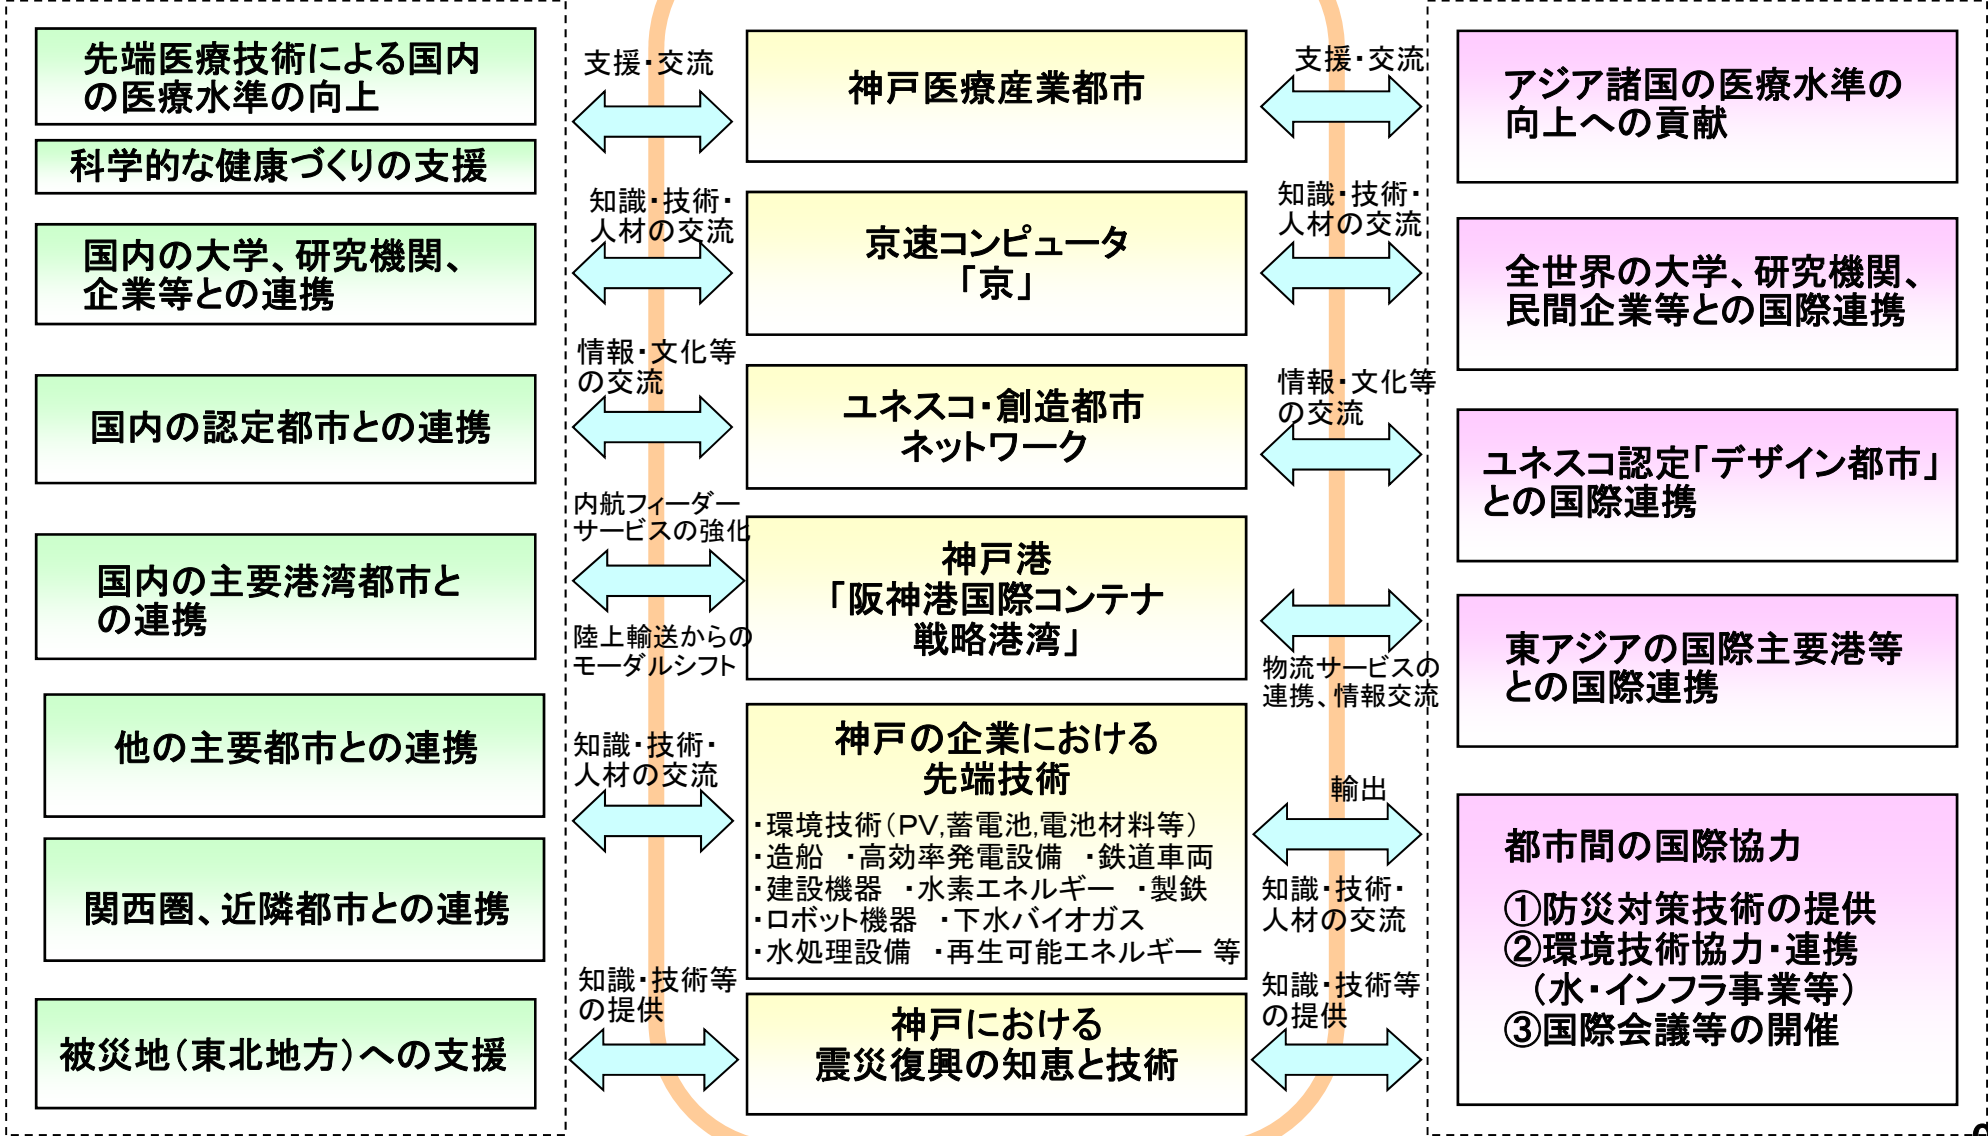 先端医療技術による国内
の医療水準の向上
科学的な健康づくりの支援
国内の大学、研究機関、
企業等との連携
国内の認定都市との連携
国内の主要港湾都市と
の連携
他の主要都市との連携
関西圏、近隣都市との連携
被災地（東北地方）への支援
支援・交流
知識・技術・
人材の交流
情報・文化等
の交流
内航フィーダー
サービスの強化
陸上輸送からの
モーダルシフト
知識・技術・
人材の交流
知識・技術等
の提供
神戸医療産業都市
京速コンピュータ
「京」
ユネスコ・創造都市
ネットワーク
神戸港
「阪神港国際コンテナ
戦略港湾」
神戸の企業における
先端技術
・環境技術（PV,蓄電池,電池材料等）
・造船 ・高効率発電設備 ・鉄道車両
・建設機器 ・水素エネルギー ・製鉄
・ロボット機器 ・下水バイオガス
・水処理設備 ・再生可能エネルギー 等
神戸における
震災復興の知恵と技術
支援・交流
知識・技術・
人材の交流
情報・文化等
の交流
物流サービスの
連携、情報交流
輸出
知識・技術・
人材の交流
知識・技術等
の提供
アジア諸国の医療水準の
向上への貢献
全世界の大学、研究機関、
民間企業等との国際連携
ユネスコ認定「デザイン都市」
との国際連携
東アジアの国際主要港等
との国際連携
都市間の国際協力
①防災対策技術の提供
②環境技術協力・連携
（水・インフラ事業等）
③国際会議等の開催